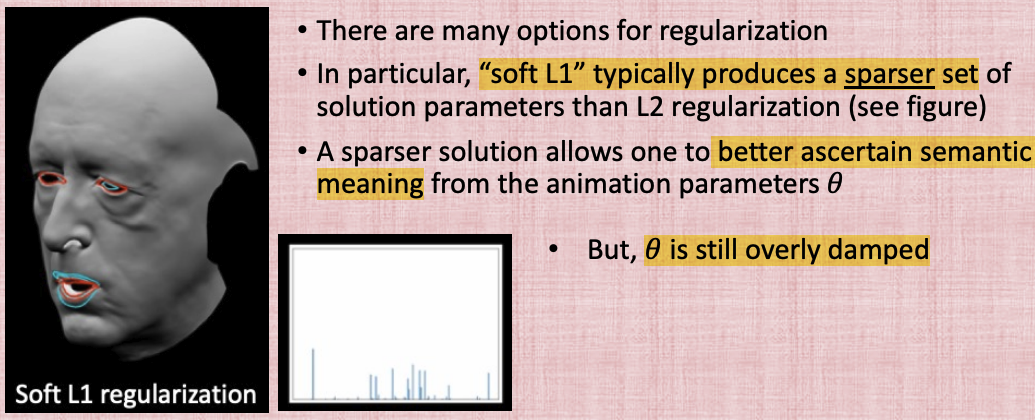 • There are many options for regularization
• In particular, “soft L1” typically produces a sparser set of
solution parameters than L2 regularization (see figure)
• A sparser solution allows one to better ascertain semantic
meaning from the animation parameters θ
• But, θ is still overly damped
Soft L1 regularization